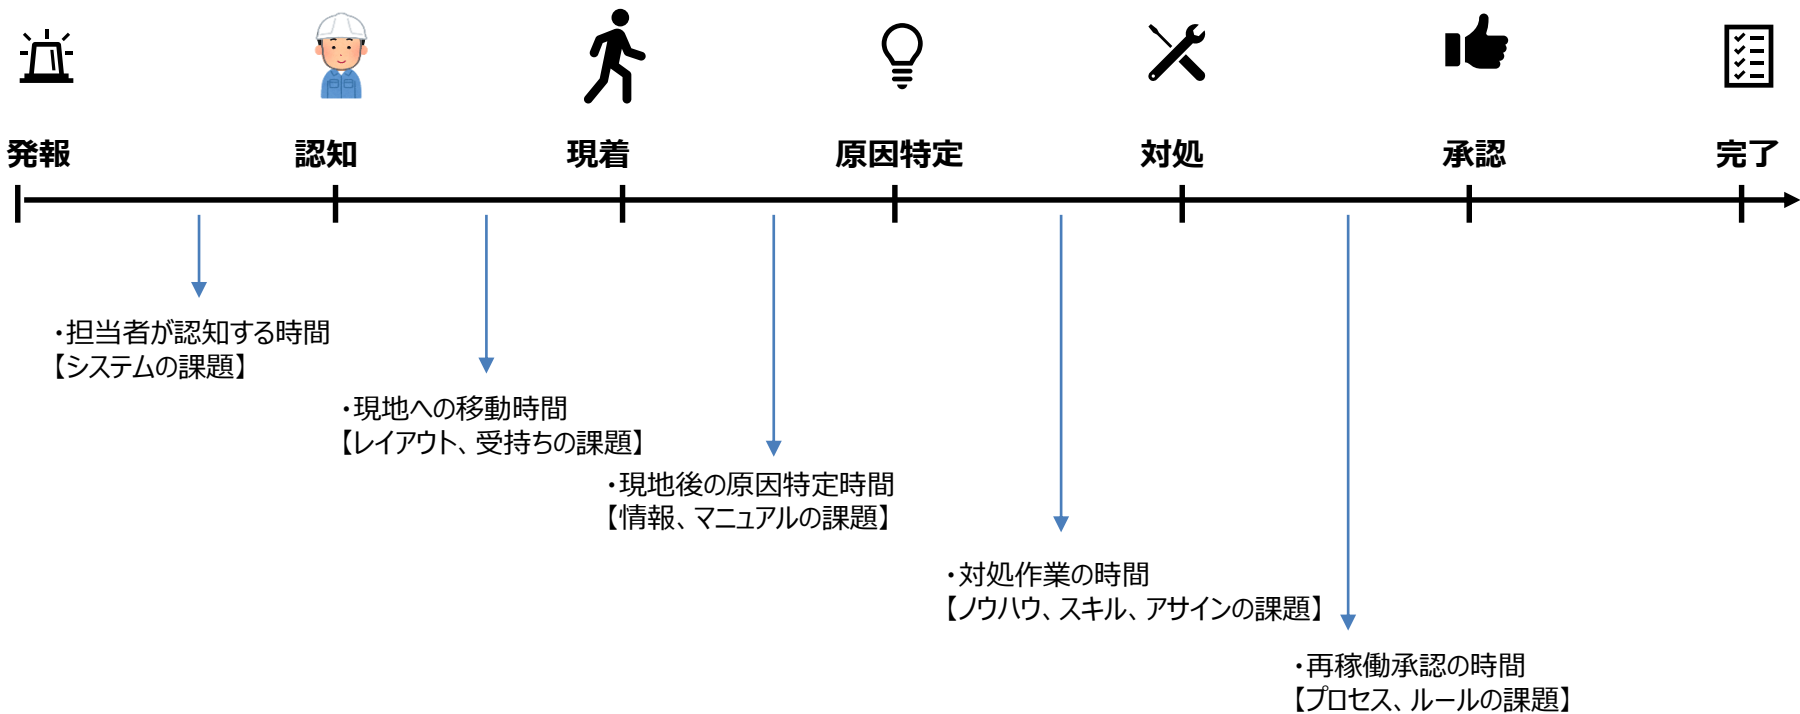 発報
認知
現着
原因特定
対処
承認
完了
・担当者が認知する時間
【システムの課題】
・現地への移動時間
【レイアウト、受持ちの課題】
・現地後の原因特定時間
【情報、マニュアルの課題】
・対処作業の時間
【ノウハウ、スキル、アサインの課題】
・再稼働承認の時間
【プロセス、ルールの課題】